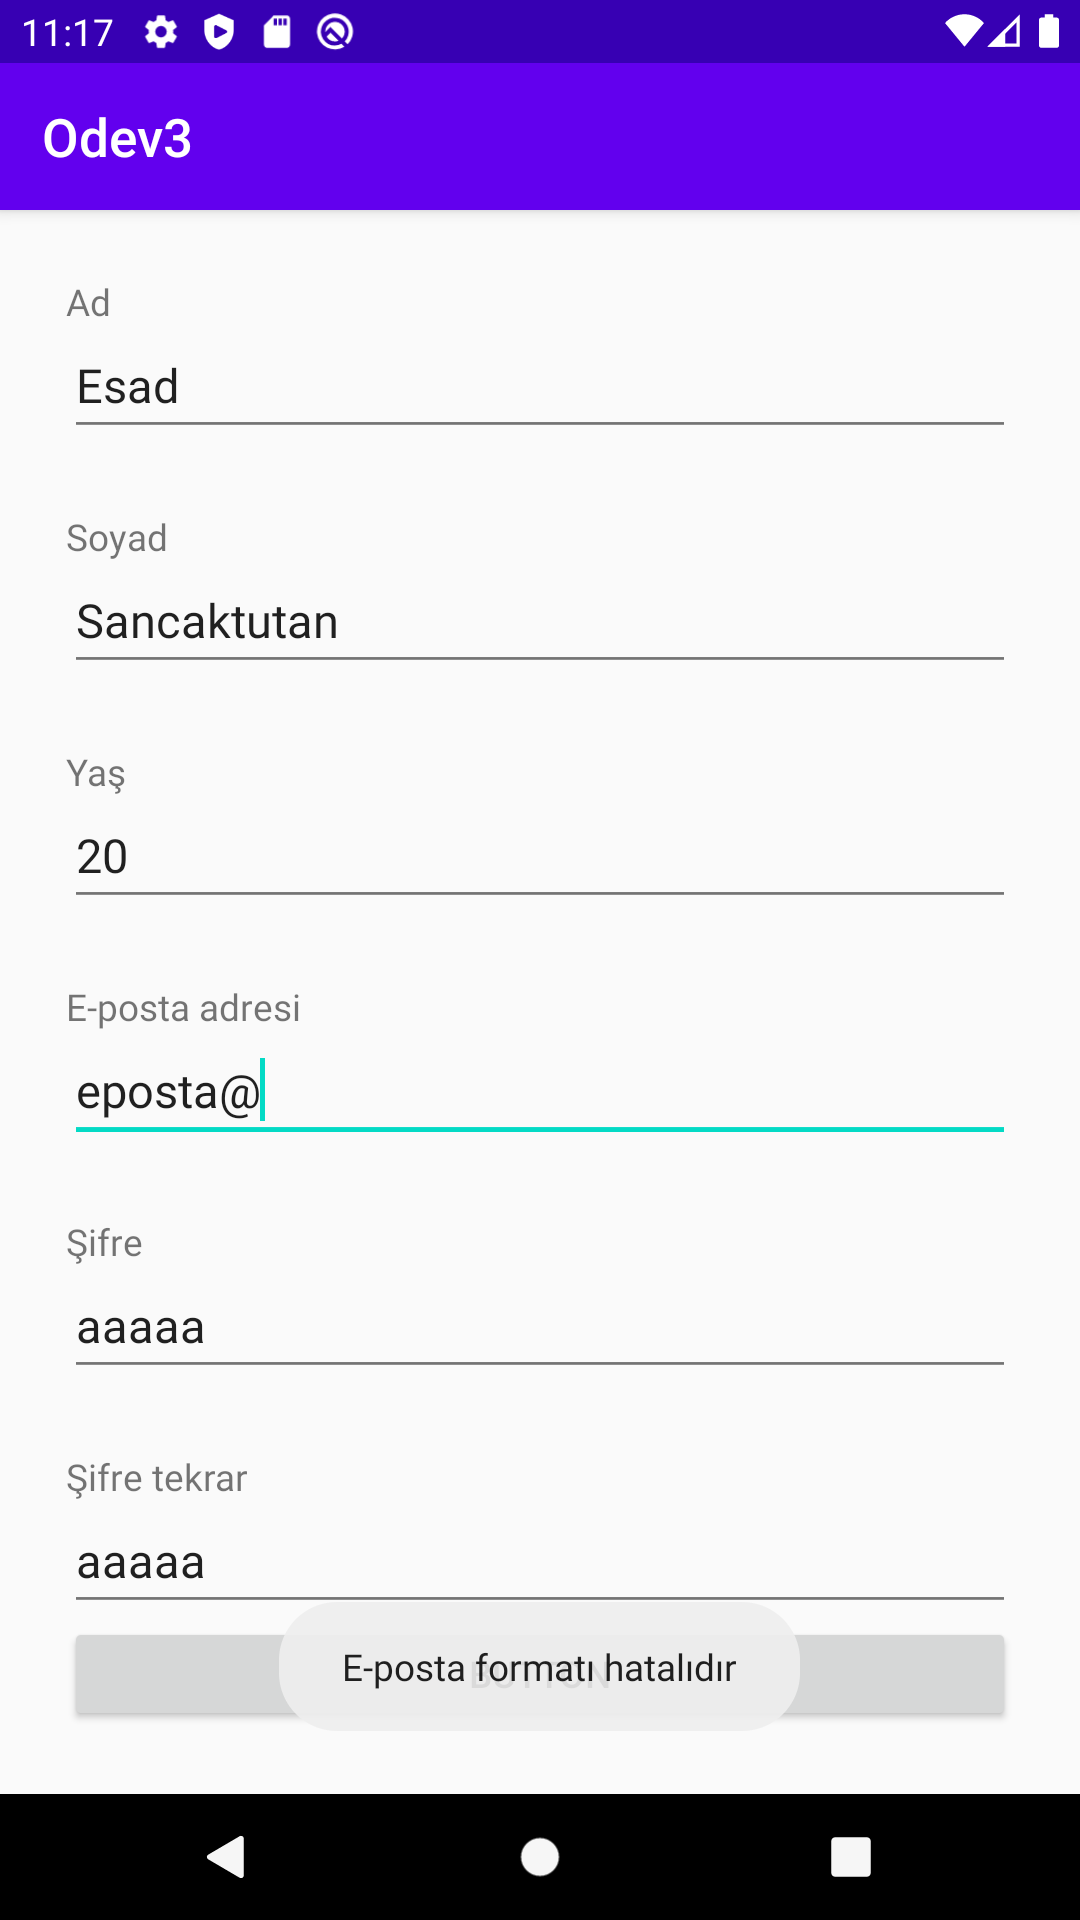 11:17
Odev3
Ad
Esad
Soyad
Sancaktutan
Yaş
20
E-posta adresi
eposta@
Şifre
aaaaa
Şifre tekrar
aaaaa
BUTTON
E-posta formatı hatalıdır